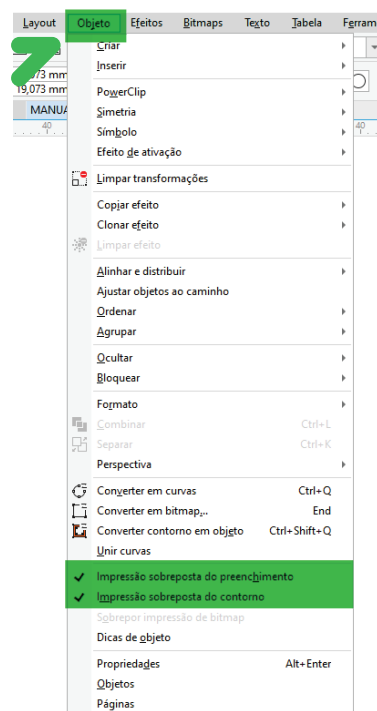 Layout Objeto Efeitos Bitmaps Texto Tabela Ferram
,073 mm
19,073 mm
MANUA
40 40
Criar
Inserir
PowerClip
Simetria
Símbolo
Efeito de ativação
Limpar transformações
Copiar efeito
Clonar efeito
Limpar efeito
Alinhar e distribuir
Ajustar objetos ao caminho
Ordenar
Agrupar
Ocultar
Bloquear
Formato
Combinar Ctrl+L
Separar Ctrl+K
Perspectiva
Converter em curvas Ctrl+Q
Converter em bitmap... End
Converter contorno em objeto Ctrl+Shift+Q
Unir curvas
Impressão sobreposta do preenchimento
Impressão sobreposta do contorno
Sobrepor impressão de bitmap
Dicas de objeto
Propriedades Alt+Enter
Objetos
Páginas